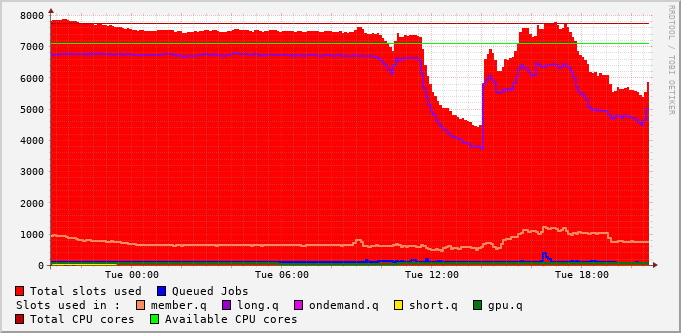 8000
7000
6000
5000
4000
3000
2000
1000
0
Tue 00:00 Tue 06:00 Tue 12:00 Tue 18:00
RRDTOOL / TOBI OETIKER
Total slots used Queued Jobs
Slots used in : member.q long.q ondemand.q short.q gpu.q
Total CPU cores Available CPU cores